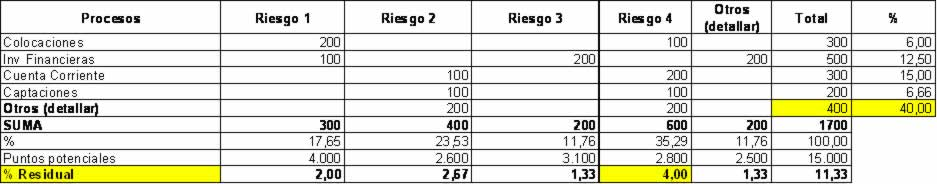 Procesos Riesgo 1 Riesgo 2 Riesgo 3 Riesgo 4 Otros (detallar) Total %
Colocaciones 200 100 300 6,00
Inv Financieras 100 200 200 500 12,50
Cuenta Corriente 100 200 300 15,00
Captaciones 100 100 200 6,66
Otros (detallar) 200 200 400 40,00
SUMA 300 400 200 600 200 1700
% 17,65 23,53 11,76 35,29 11,76 100,00
Puntos potenciales 4.000 2.600 3.100 2.800 2.500 15.000
% Residual 2,00 2,67 1,33 4,00 1,33 11,33